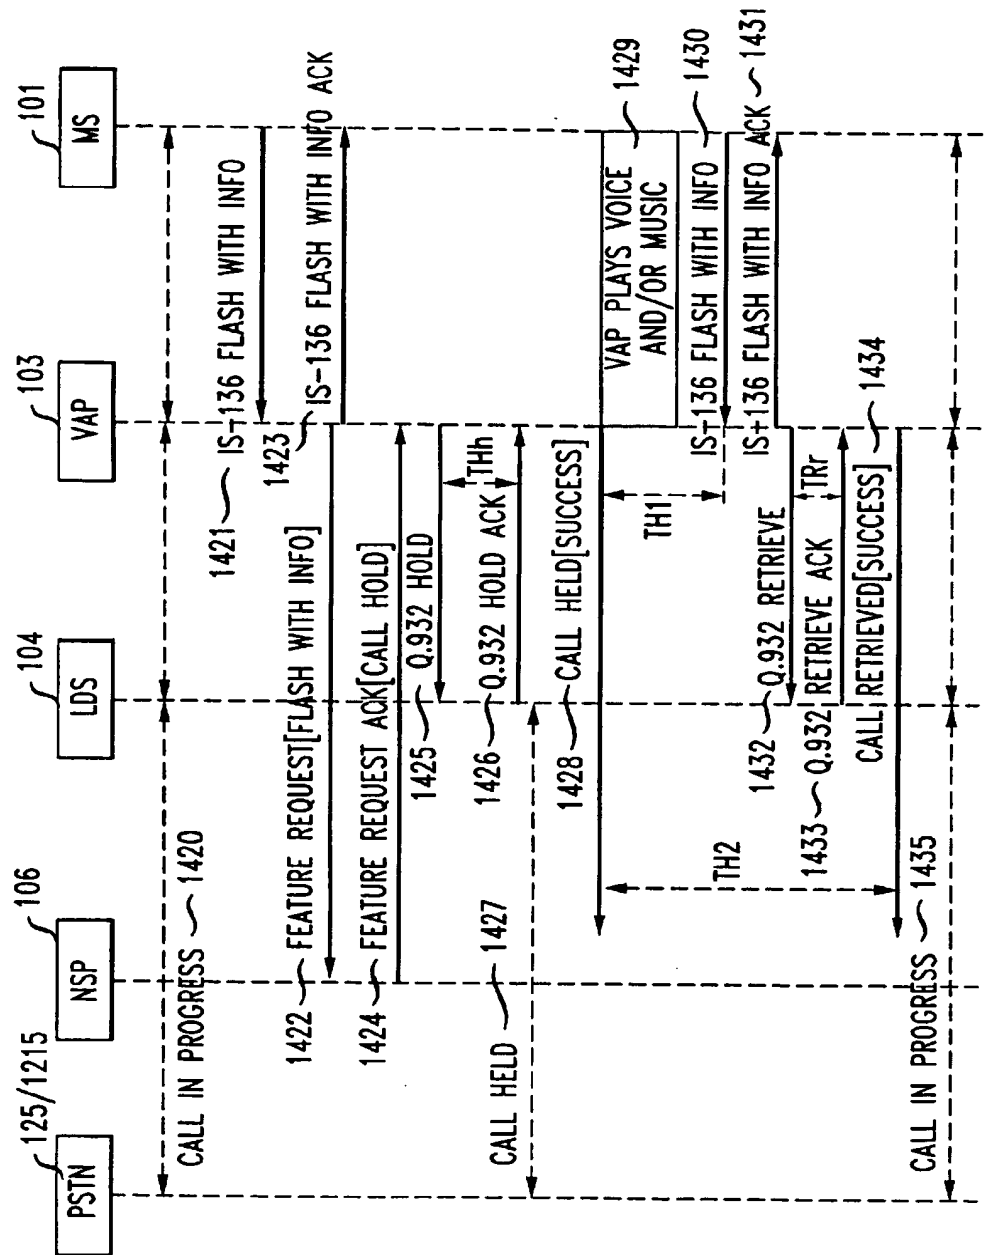 125/1215
PSTN
106
NSP
104
LDS
103
VAP
101
MS
CALL IN PROGRESS 1420
1421 IS-136 FLASH WITH INFO
1422 FEATURE REQUEST[FLASH WITH INFO]
1423 IS-136 FLASH WITH INFO ACK
1424 FEATURE REQUEST ACK[CALL HOLD]
1425 Q.932 HOLD
THh
1426 Q.932 HOLD ACK
CALL HELD 1427
1428 CALL HELD[SUCCESS]
VAP PLAYS VOICE
AND/OR MUSIC
1429
TH1
IS-136 FLASH WITH INFO 1430
IS-136 FLASH WITH INFO ACK 1431
TH2
1432 Q.932 RETRIEVE
TRr
1433 Q.932 RETRIEVE ACK
CALL RETRIEVED[SUCCESS] 1434
CALL IN PROGRESS 1435